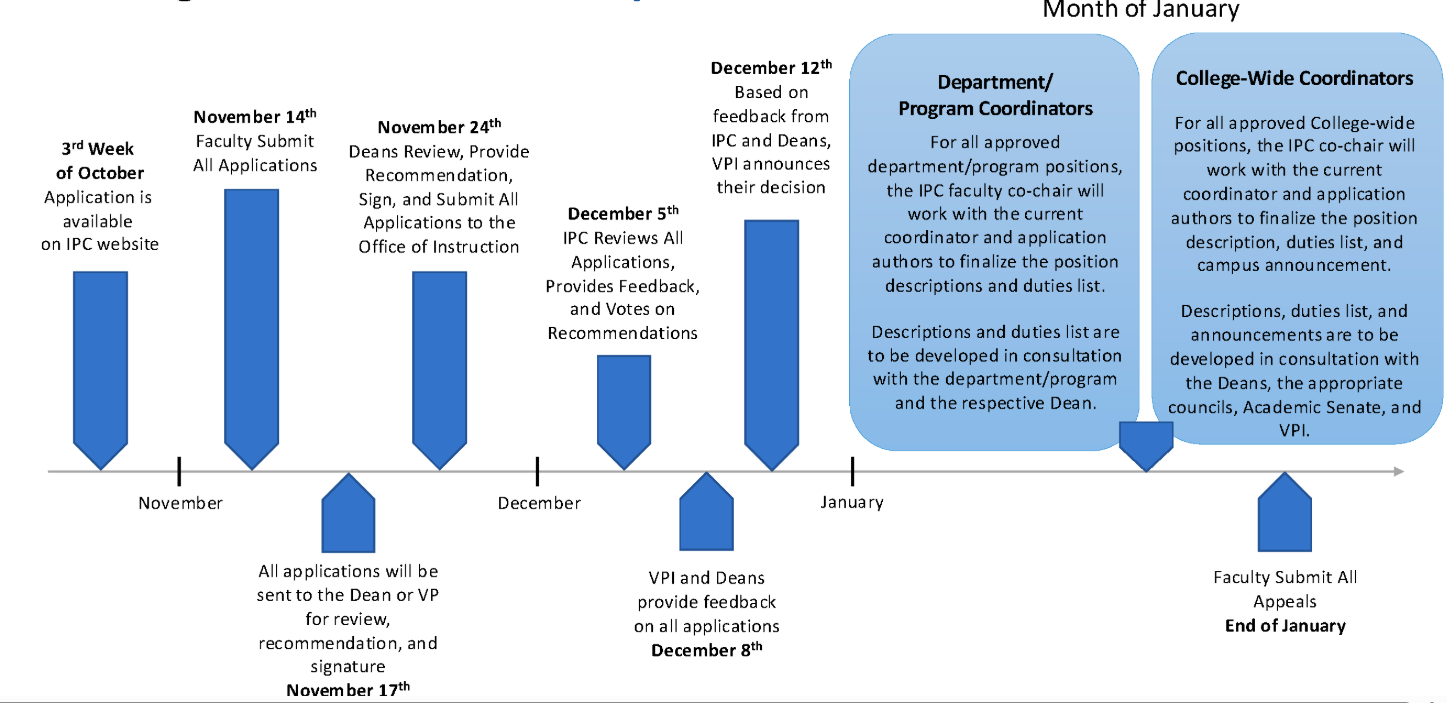 Month of January
3rd Week
of October
Application is
available
on IPC website
November 14th
Faculty Submit
All Applications
November 24th
Deans Review, Provide
Recommendation,
Sign, and Submit All
Applications to the
Office of Instruction
December 5th
IPC Reviews All
Applications,
Provides Feedback,
and Votes on
Recommendations
December 12th
Based on
feedback from
IPC and Deans,
VPI announces
their decision
Department/
Program Coordinators
For all approved
department/program positions,
the IPC faculty co-chair will
work with the current
coordinator and application
authors to finalize the position
descriptions and duties list.
Descriptions and duties list are
to be developed in consultation
with the department/program
and the respective Dean.
College-Wide Coordinators
For all approved College-wide
positions, the IPC co-chair will
work with the current
coordinator and application
authors to finalize the position
description, duties list, and
campus announcement.
Descriptions, duties list, and
announcements are to be
developed in consultation with
the Deans, the appropriate
councils, Academic Senate, and
VPI.
November
December
January
All applications will be
sent to the Dean or VP
for review,
recommendation, and
signature
November 17th
VPI and Deans
provide feedback
on all applications
December 8th
Faculty Submit All
Appeals
End of January